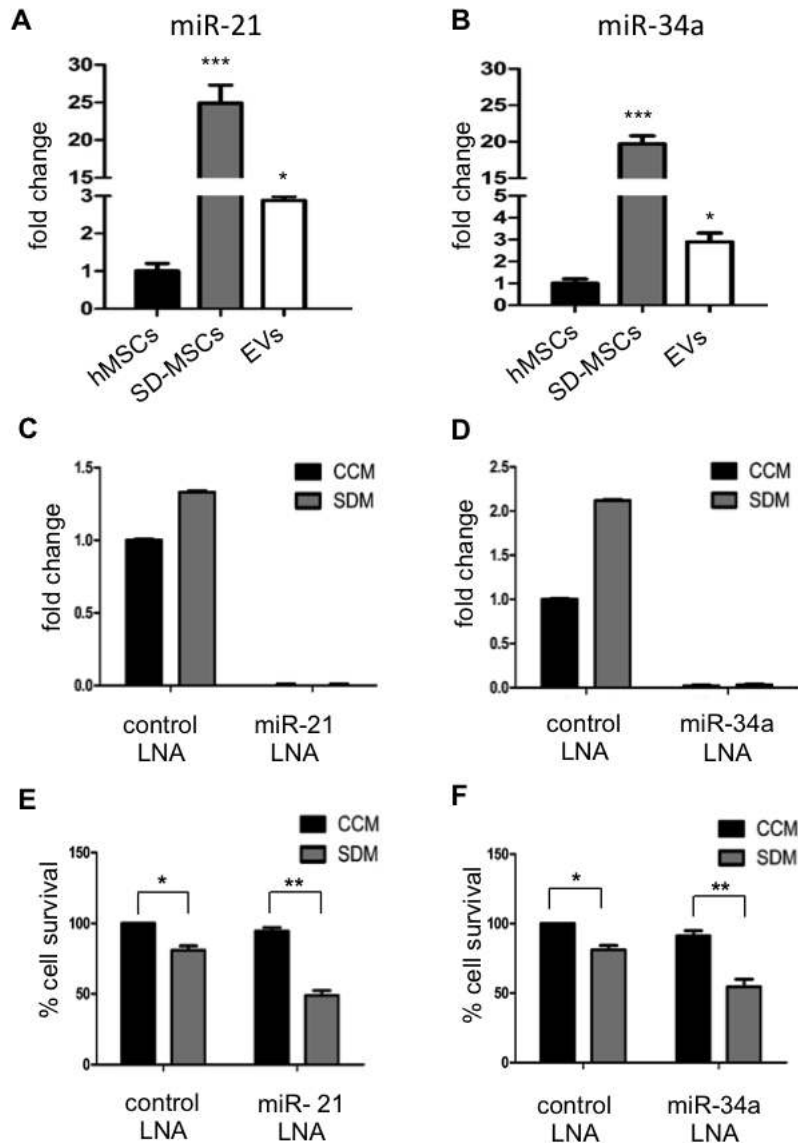 A
miR-21
fold change
30
25
20
15
3
2
1
0
***
*
hMSCs
SD-MSCs
EVs
B
miR-34a
fold change
30
25
20
15
5
4
3
2
1
0
***
*
hMSCs
SD-MSCs
EVs
C
fold change
1.5
1.0
0.5
0.0
CCM
SDM
control
LNA
miR-21
LNA
D
fold change
2.5
2.0
1.5
1.0
0.5
0.0
CCM
SDM
control
LNA
miR-34a
LNA
E
% cell survival
150
100
50
0
CCM
SDM
*
**
control
LNA
miR- 21
LNA
F
% cell survival
150
100
50
0
CCM
SDM
*
**
control
LNA
miR-34a
LNA